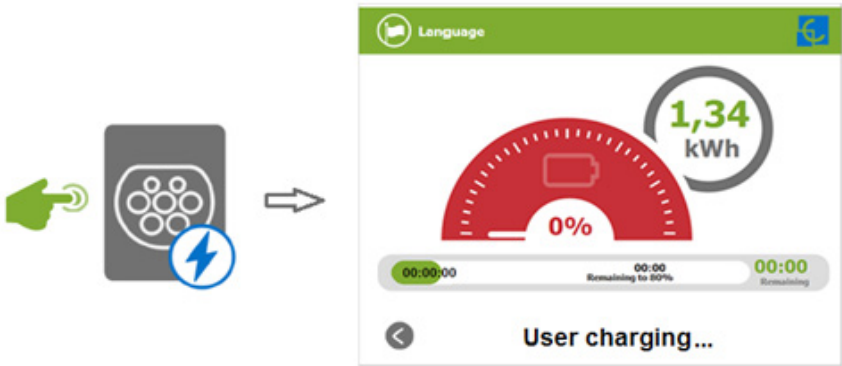 Language
1,34
kWh
0%
00:00:00
00:00
Remaining to 80%
00:00
Remaining
User charging...